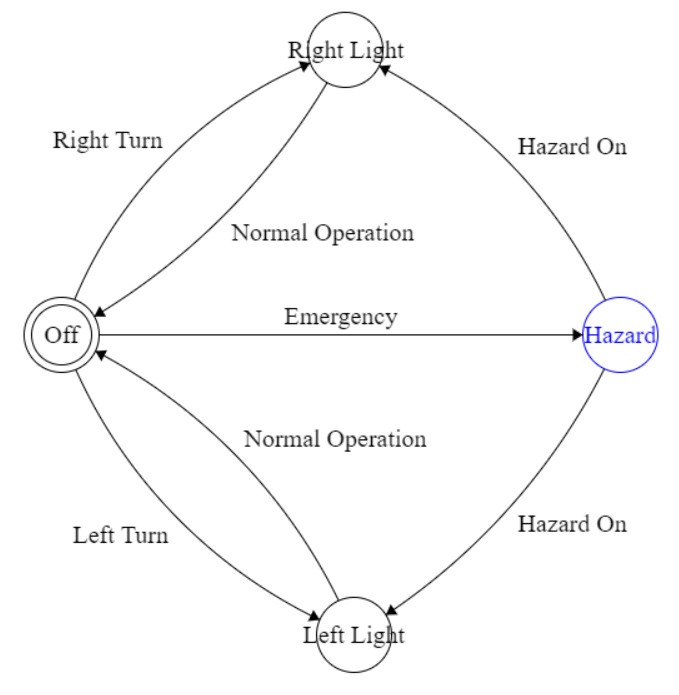 Right Light
Right Turn
Hazard On
Normal Operation
Emergency
Off
Hazard
Normal Operation
Hazard On
Left Turn
Left Light